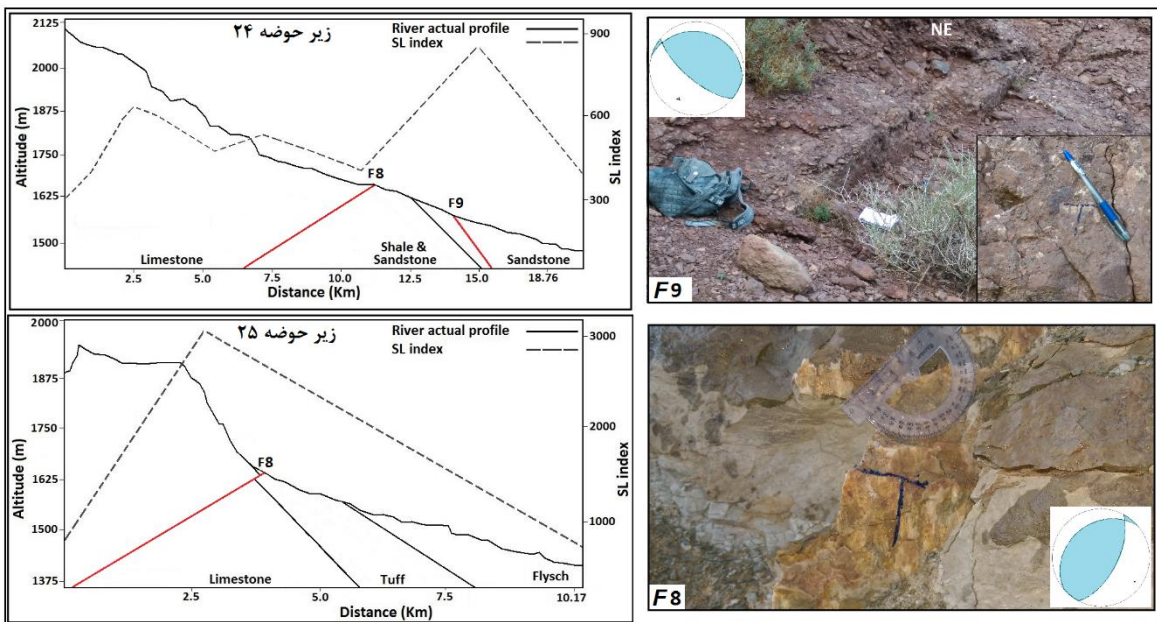 زیر حوضه ۲۴
River actual profile
SL index
Altitude (m)
2125
2000
1875
1750
1625
1500
SL index
900
600
300
F8
F9
Limestone
Shale &
Sandstone
Sandstone
2.5
5.0
7.5
10.0
12.5
15.0
18.76
Distance (Km)
NE
F9
زیر حوضه ۲۵
River actual profile
SL index
Altitude (m)
2000
1875
1750
1625
1500
1375
SL index
3000
2000
1000
F8
Limestone
Tuff
Flysch
2.5
5.0
7.5
10.17
Distance (Km)
F8